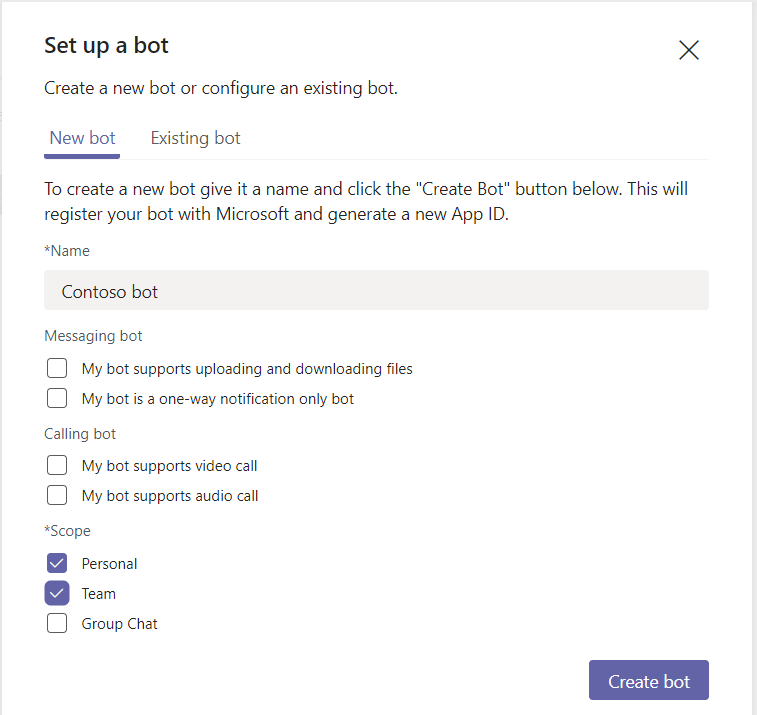 Set up a bot
Create a new bot or configure an existing bot.
New bot Existing bot
To create a new bot give it a name and click the "Create Bot" button below. This will
register your bot with Microsoft and generate a new App ID.
*Name
Contoso bot
Messaging bot
My bot supports uploading and downloading files
My bot is a one-way notification only bot
Calling bot
My bot supports video call
My bot supports audio call
*Scope
Personal
Team
Group Chat
Create bot